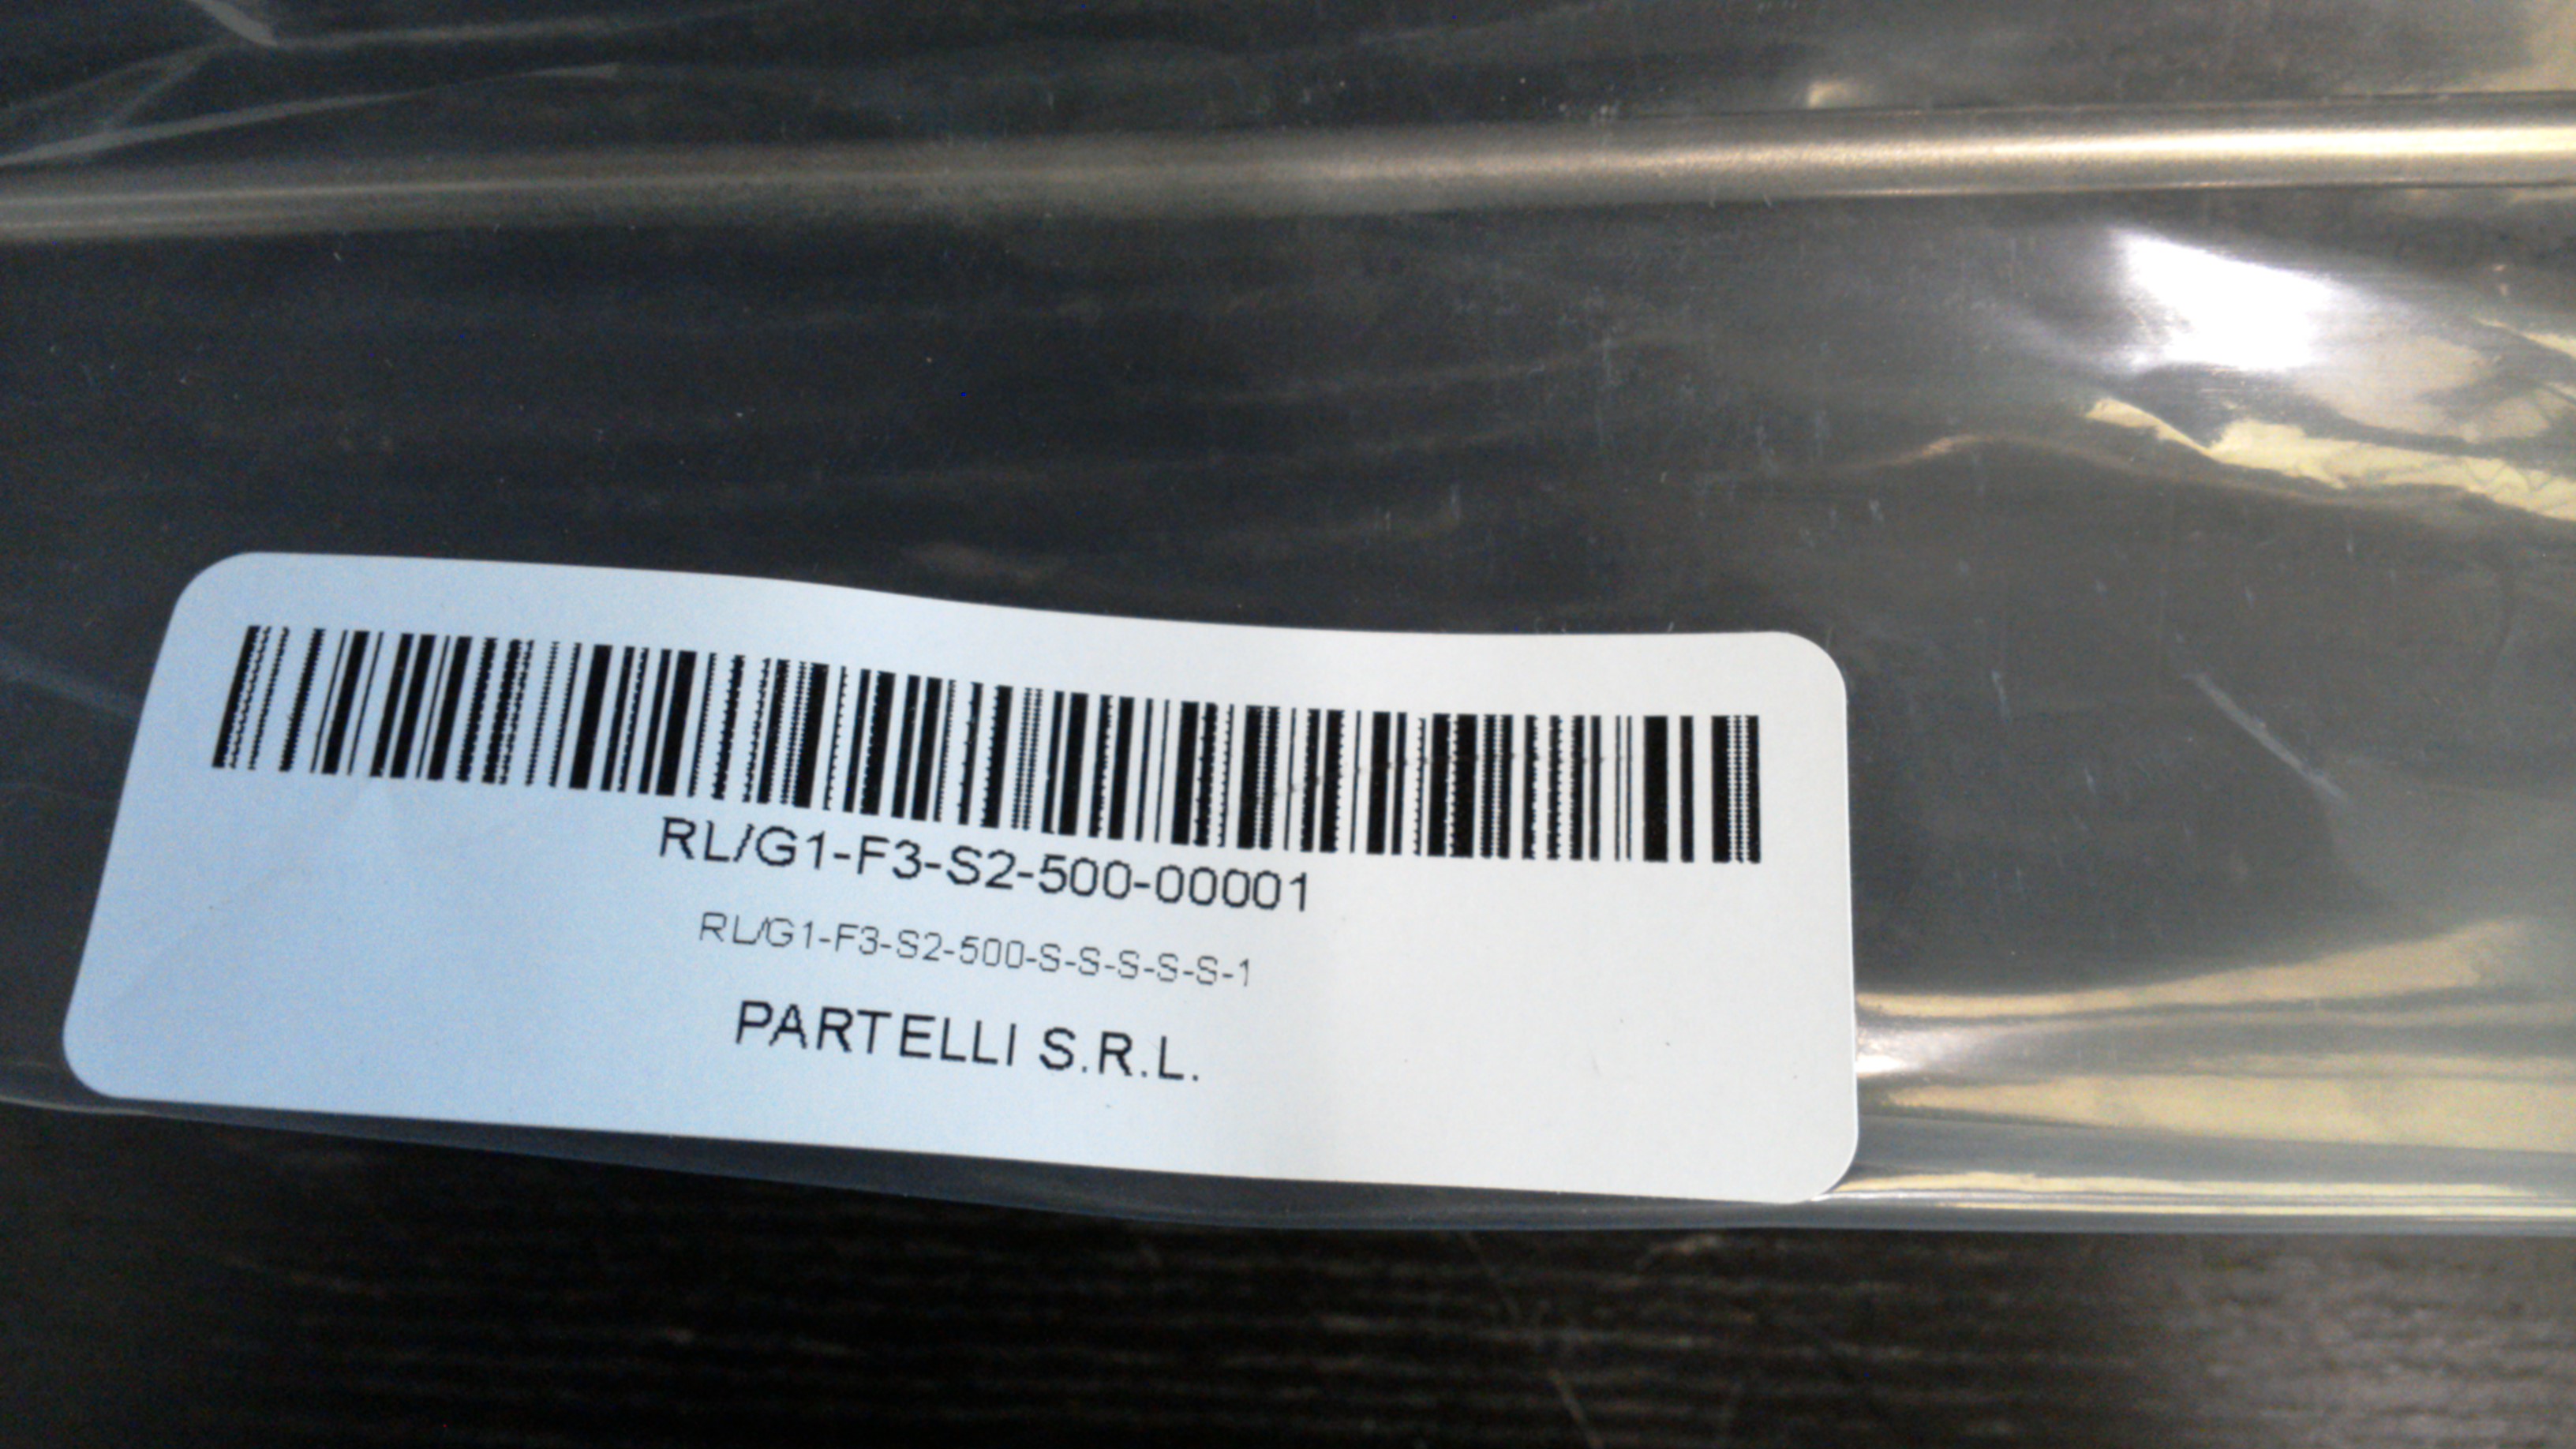 RL/G1-F3-S2-500-00001
RL/G1-F3-S2-500-S-S-S-S-S-1
PARTELLI S.R.L.